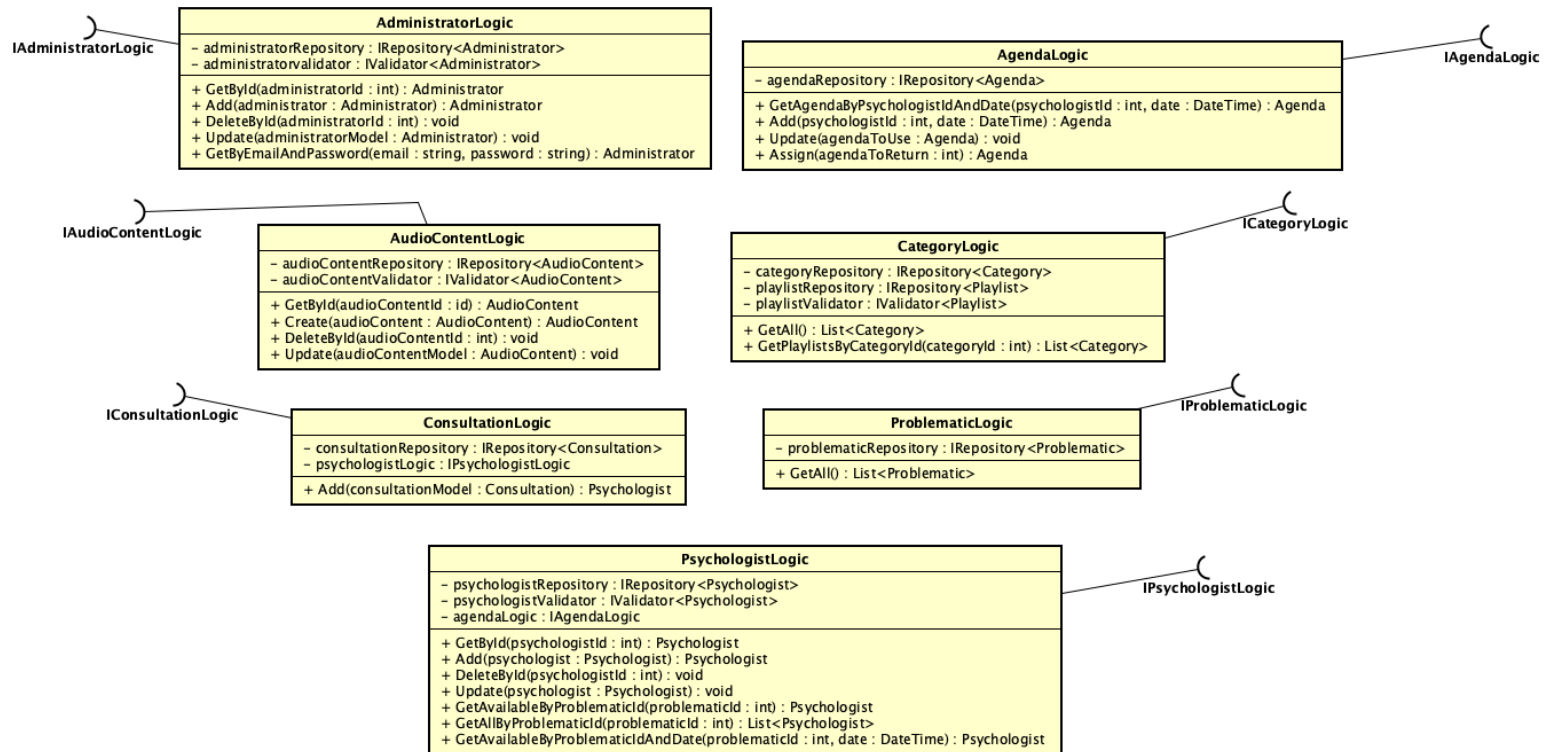 AdministratorLogic
IAdministratorLogic
– administratorRepository : IRepository<Administrator>
– administratorvalidator : IValidator<Administrator>
+ GetById(administratorId : int) : Administrator
+ Add(administrator : Administrator) : Administrator
+ DeleteById(administratorId : int) : void
+ Update(administratorModel : Administrator) : void
+ GetByEmailAndPassword(email : string, password : string) : Administrator
AgendaLogic
IAgendaLogic
– agendaRepository : IRepository<Agenda>
+ GetAgendaByPsychologistIdAndDate(psychologistId : int, date : DateTime) : Agenda
+ Add(psychologistId : int, date : DateTime) : Agenda
+ Update(agendaToUse : Agenda) : void
+ Assign(agendaToReturn : int) : Agenda
IAudioContentLogic
AudioContentLogic
– audioContentRepository : IRepository<AudioContent>
– audioContentValidator : IValidator<AudioContent>
+ GetById(audioContentId : id) : AudioContent
+ Create(audioContent : AudioContent) : AudioContent
+ DeleteById(audioContentId : int) : void
+ Update(audioContentModel : AudioContent) : void
ICategoryLogic
CategoryLogic
– categoryRepository : IRepository<Category>
– playlistRepository : IRepository<Playlist>
– playlistValidator : IValidator<Playlist>
+ GetAll() : List<Category>
+ GetPlaylistsByCategoryId(categoryId : int) : List<Category>
IConsultationLogic
ConsultationLogic
– consultationRepository : IRepository<Consultation>
– psychologistLogic : IPsychologistLogic
+ Add(consultationModel : Consultation) : Psychologist
IProblematicLogic
ProblematicLogic
– problematicRepository : IRepository<Problematic>
+ GetAll() : List<Problematic>
PsychologistLogic
IPsychologistLogic
– psychologistRepository : IRepository<Psychologist>
– psychologistValidator : IValidator<Psychologist>
– agendaLogic : IAgendaLogic
+ GetById(psychologistId : int) : Psychologist
+ Add(psychologist : Psychologist) : Psychologist
+ DeleteById(psychologistId : int) : void
+ Update(psychologist : Psychologist) : void
+ GetAvailableByProblematicId(problematicId : int) : Psychologist
+ GetAllByProblematicId(problematicId : int) : List<Psychologist>
+ GetAvailableByProblematicIdAndDate(problematicId : int, date : DateTime) : Psychologist